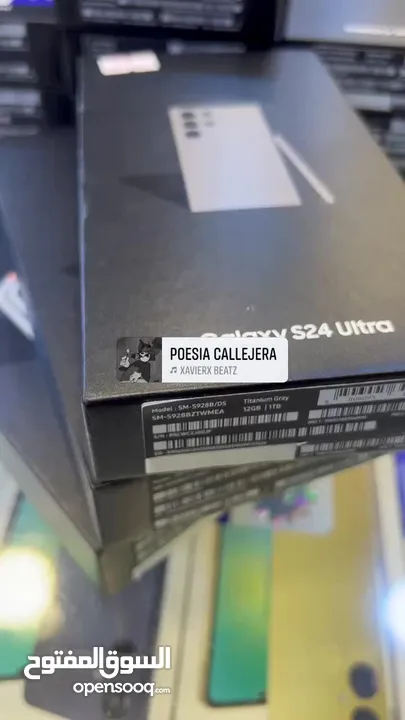 Galaxy S24 Ultra
POESIA CALLEJERA
XAVIERX BEATZ
Model : SM-S928B/DS
SM-S928BZTWMEA
Titanium Gray
12GB | 1TB
السوق المفتوح
opensooq.com